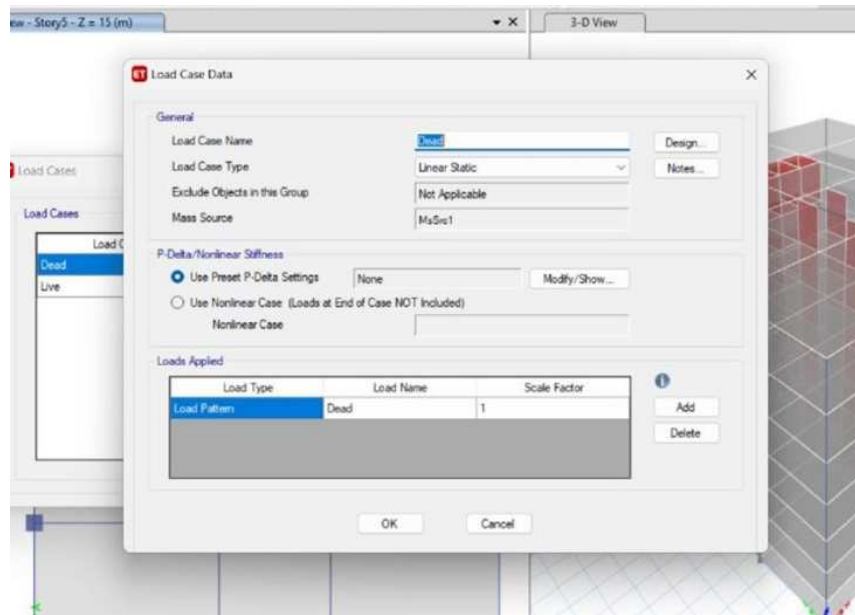 ew - Story5 - Z = 15 (m)
3-D View
ET Load Case Data
General
Load Case Name Dead Design...
Load Case Type Linear Static Notes...
Exclude Objects in this Group Not Applicable
Mass Source MsSrc1
P-Delta/Nonlinear Stiffness
Use Preset P-Delta Settings None Modify/Show...
Use Nonlinear Case (Loads at End of Case NOT Included)
Nonlinear Case
Loads Applied
Load Type Load Name Scale Factor
Load Pattern Dead 1
Add
Delete
OK Cancel
Load Cases
Load Cases
Load C
Dead
Live